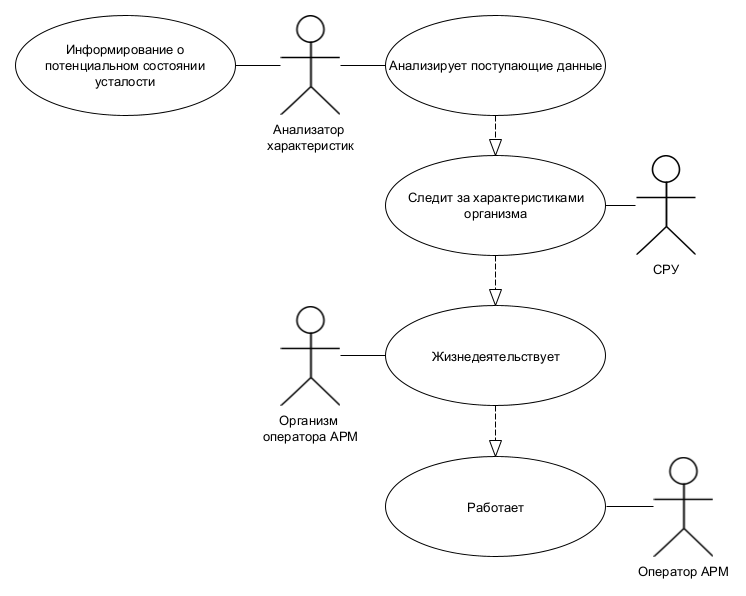 Информирование о
потенциальном состоянии
усталости
Анализатор
характеристик
Анализирует поступающие данные
Следит за характеристиками
организма
СРУ
Жизнедеятельствует
Организм
оператора АРМ
Работает
Оператор АРМ